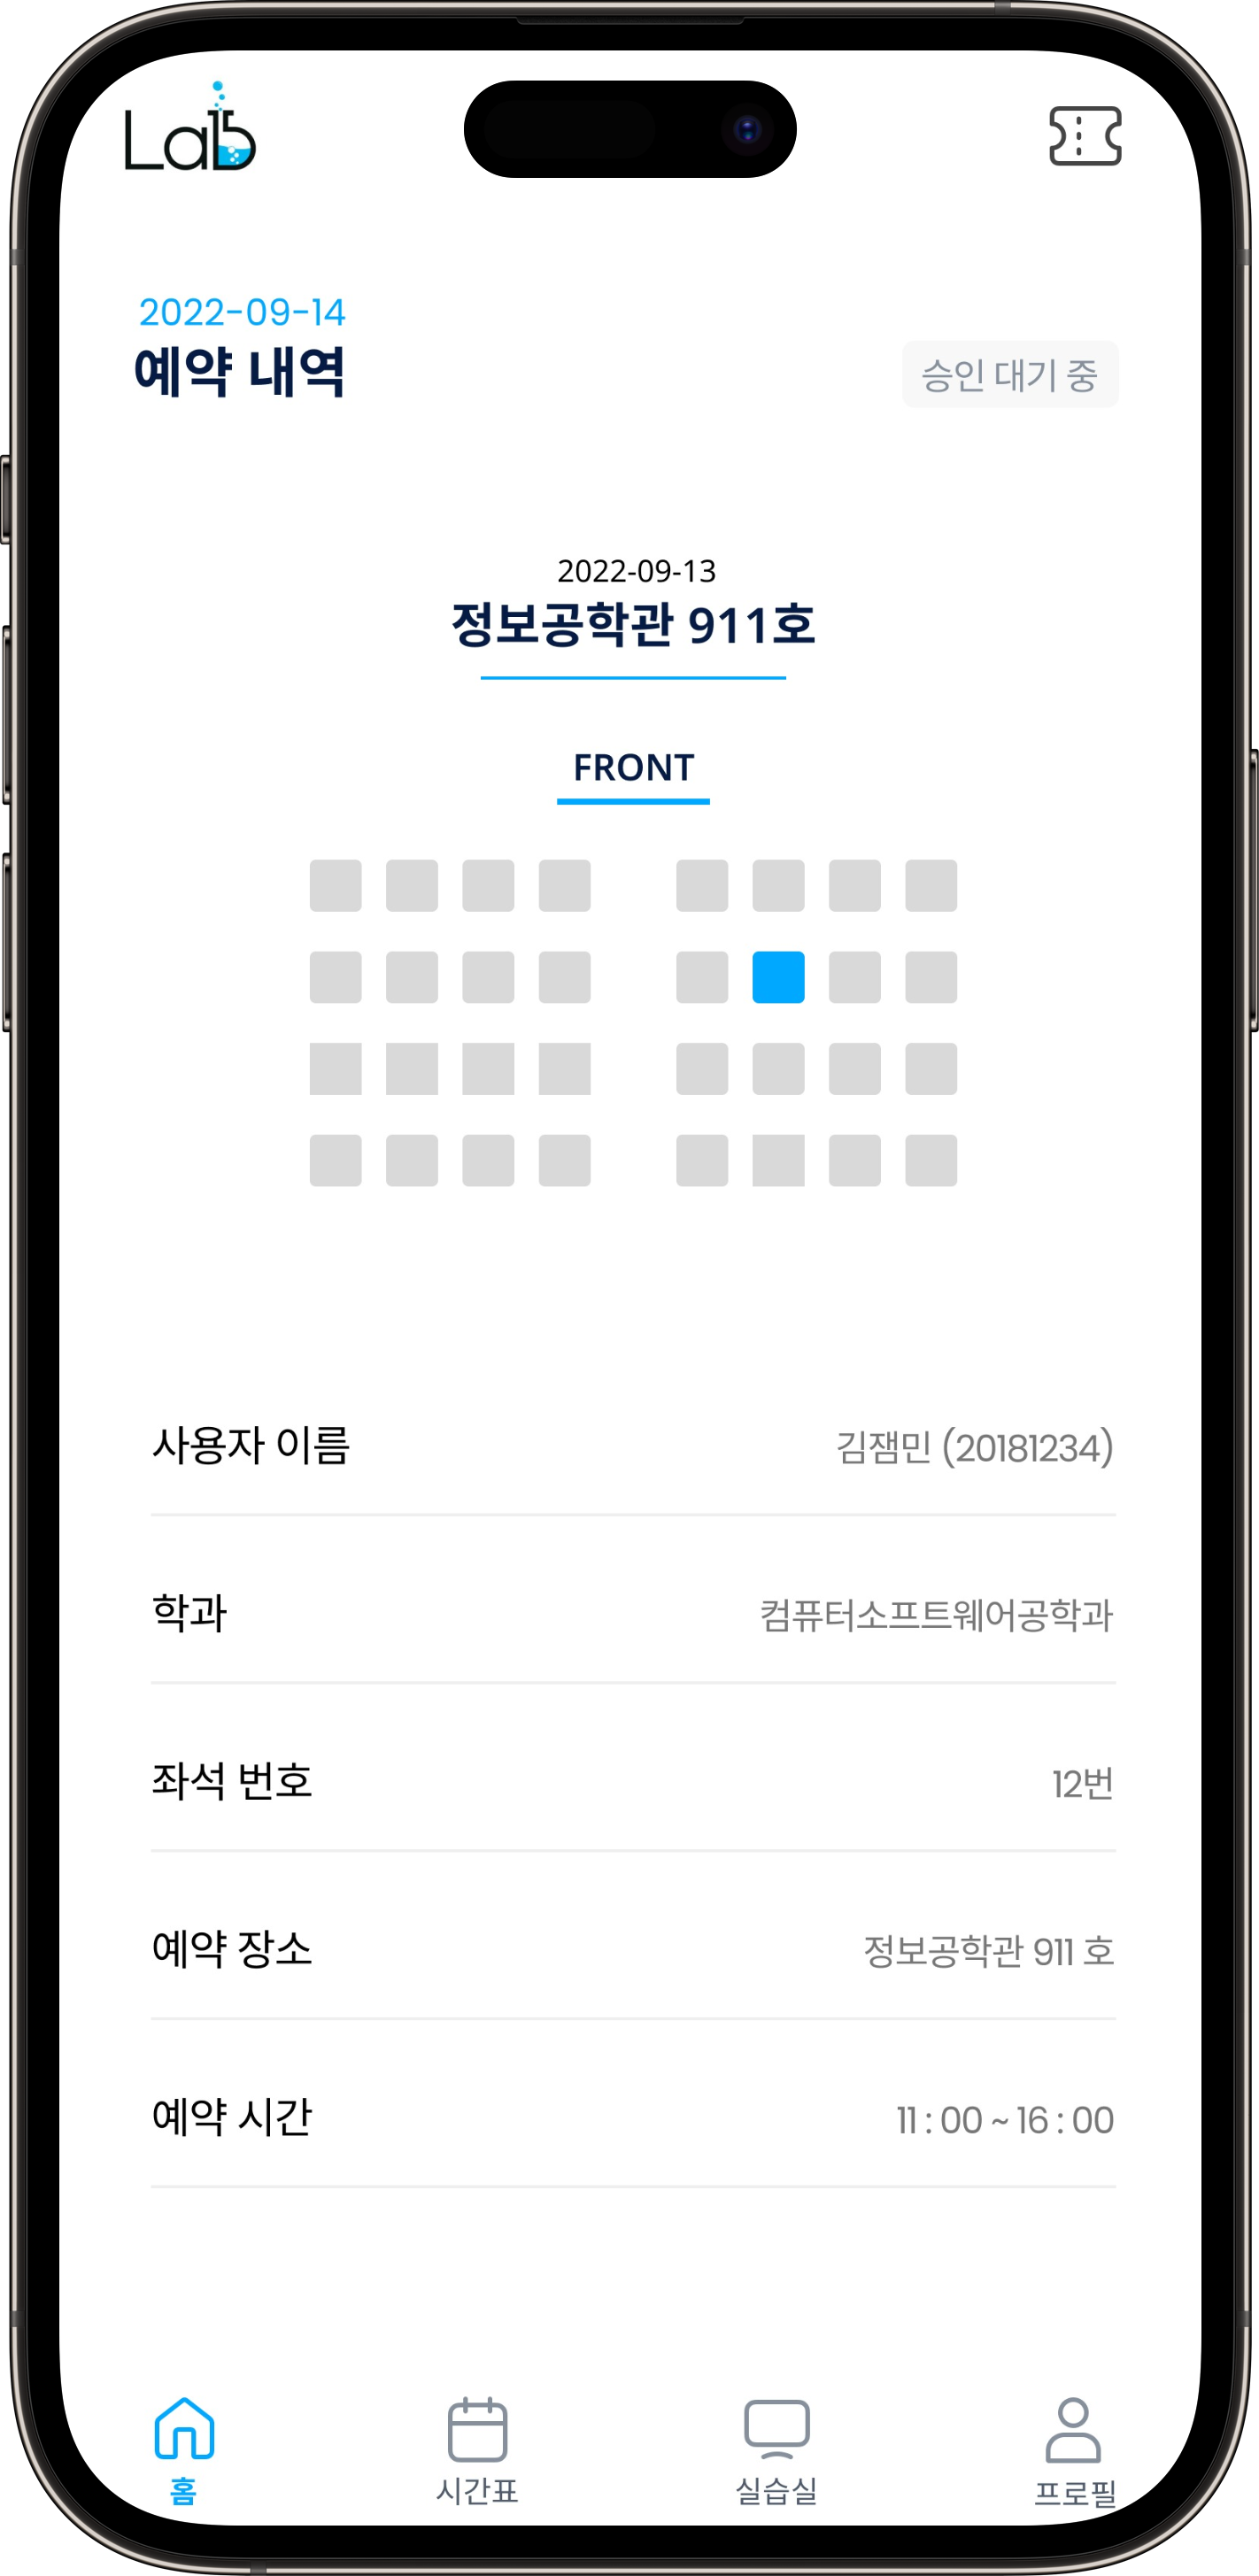 Lab
2022-09-14
예약 내역
승인 대기 중
2022-09-13
정보공학관 911호
FRONT
사용자 이름 김잼민 (20181234)
학과 컴퓨터소프트웨어공학과
좌석 번호 12번
예약 장소 정보공학관 911 호
예약 시간 11 : 00 ~ 16 : 00
홈 시간표 실습실 프로필